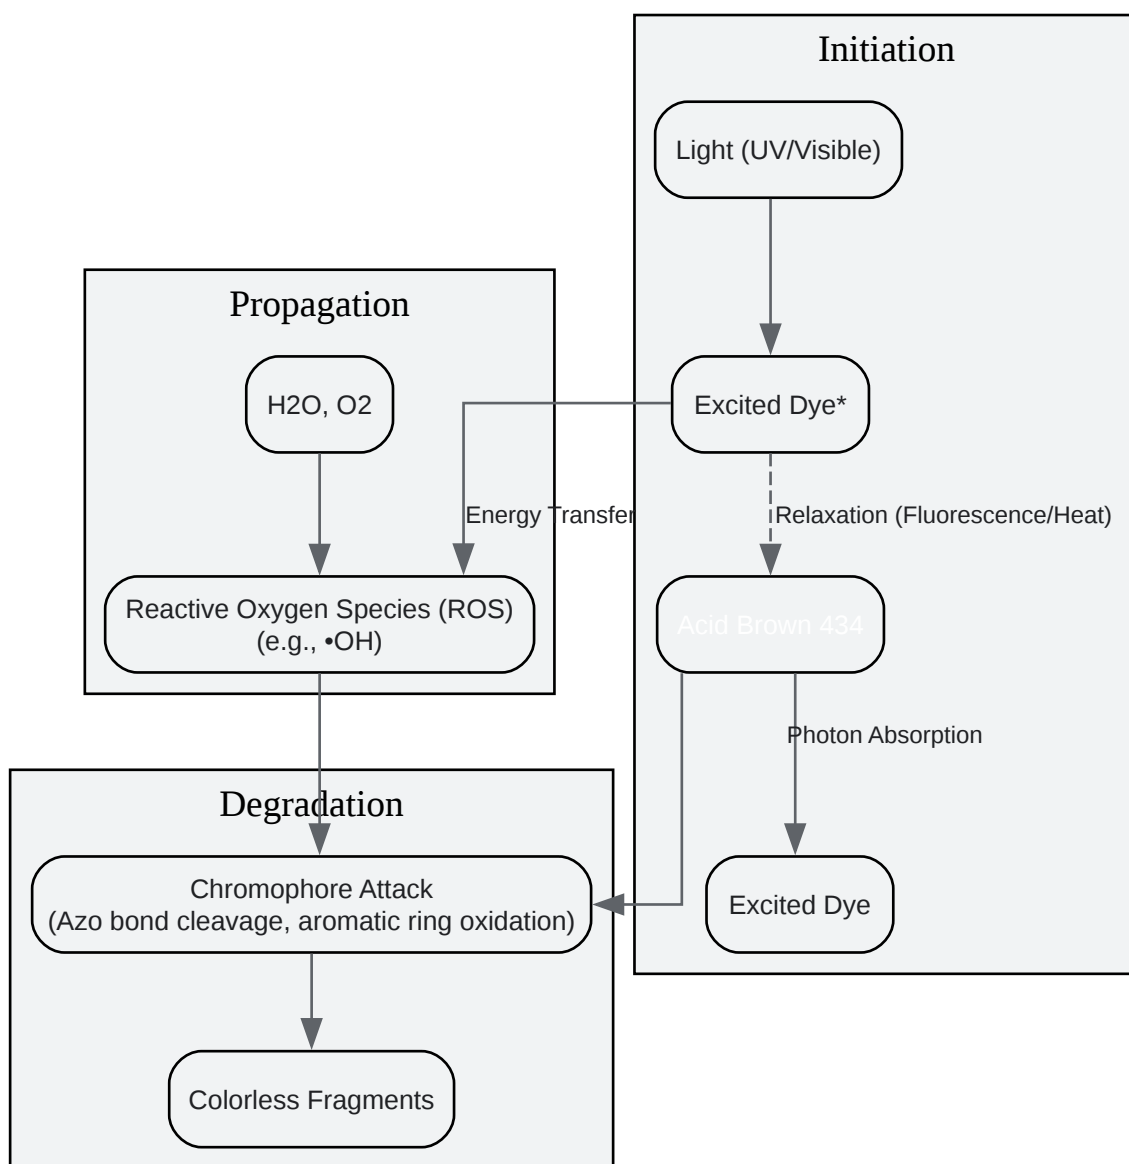 Initiation
Light (UV/Visible)
Propagation
H2O, O2
Excited Dye*
Energy Transfer
Relaxation (Fluorescence/Heat)
Reactive Oxygen Species (ROS)
(e.g., •OH)
Acid Brown 434
Photon Absorption
Degradation
Chromophore Attack
(Azo bond cleavage, aromatic ring oxidation)
Excited Dye
Colorless Fragments